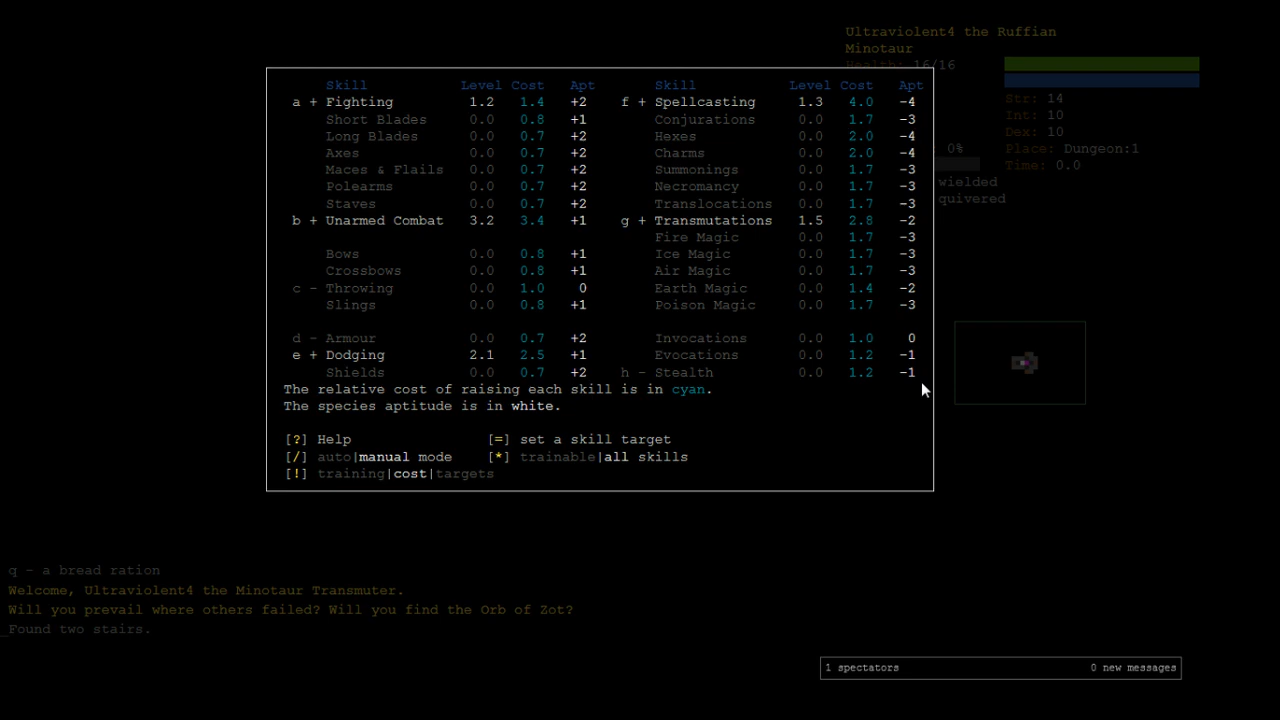 Ultraviolent4 the Ruffian
Minotaur
Health: 16/16
Str: 14
Int: 10
Dex: 10
0% Place: Dungeon:1
Time: 0.0
wielded
quivered
Skill Level Cost Apt Skill Level Cost Apt
a + Fighting 1.2 1.4 +2 f + Spellcasting 1.3 4.0 -4
Short Blades 0.0 0.8 +1 Conjurations 0.0 1.7 -3
Long Blades 0.0 0.7 +2 Hexes 0.0 2.0 -4
Axes 0.0 0.7 +2 Charms 0.0 2.0 -4
Maces & Flails 0.0 0.7 +2 Summonings 0.0 1.7 -3
Polearms 0.0 0.7 +2 Necromancy 0.0 1.7 -3
Staves 0.0 0.7 +2 Translocations 0.0 1.7 -3
b + Unarmed Combat 3.2 3.4 +1 g + Transmutations 1.5 2.8 -2
Fire Magic 0.0 1.7 -3
Bows 0.0 0.8 +1 Ice Magic 0.0 1.7 -3
Crossbows 0.0 0.8 +1 Air Magic 0.0 1.7 -3
c - Throwing 0.0 1.0 0 Earth Magic 0.0 1.4 -2
Slings 0.0 0.8 +1 Poison Magic 0.0 1.7 -3
d - Armour 0.0 0.7 +2 Invocations 0.0 1.0 0
e + Dodging 2.1 2.5 +1 Evocations 0.0 1.2 -1
Shields 0.0 0.7 +2 h - Stealth 0.0 1.2 -1
The relative cost of raising each skill is in cyan.
The species aptitude is in white.
[?] Help [=] set a skill target
[/] auto|manual mode [*] trainable|all skills
[!] training|cost|targets
q - a bread ration
Welcome, Ultraviolent4 the Minotaur Transmuter.
Will you prevail where others failed? Will you find the Orb of Zot?
_Found two stairs.
1 spectators 0 new messages